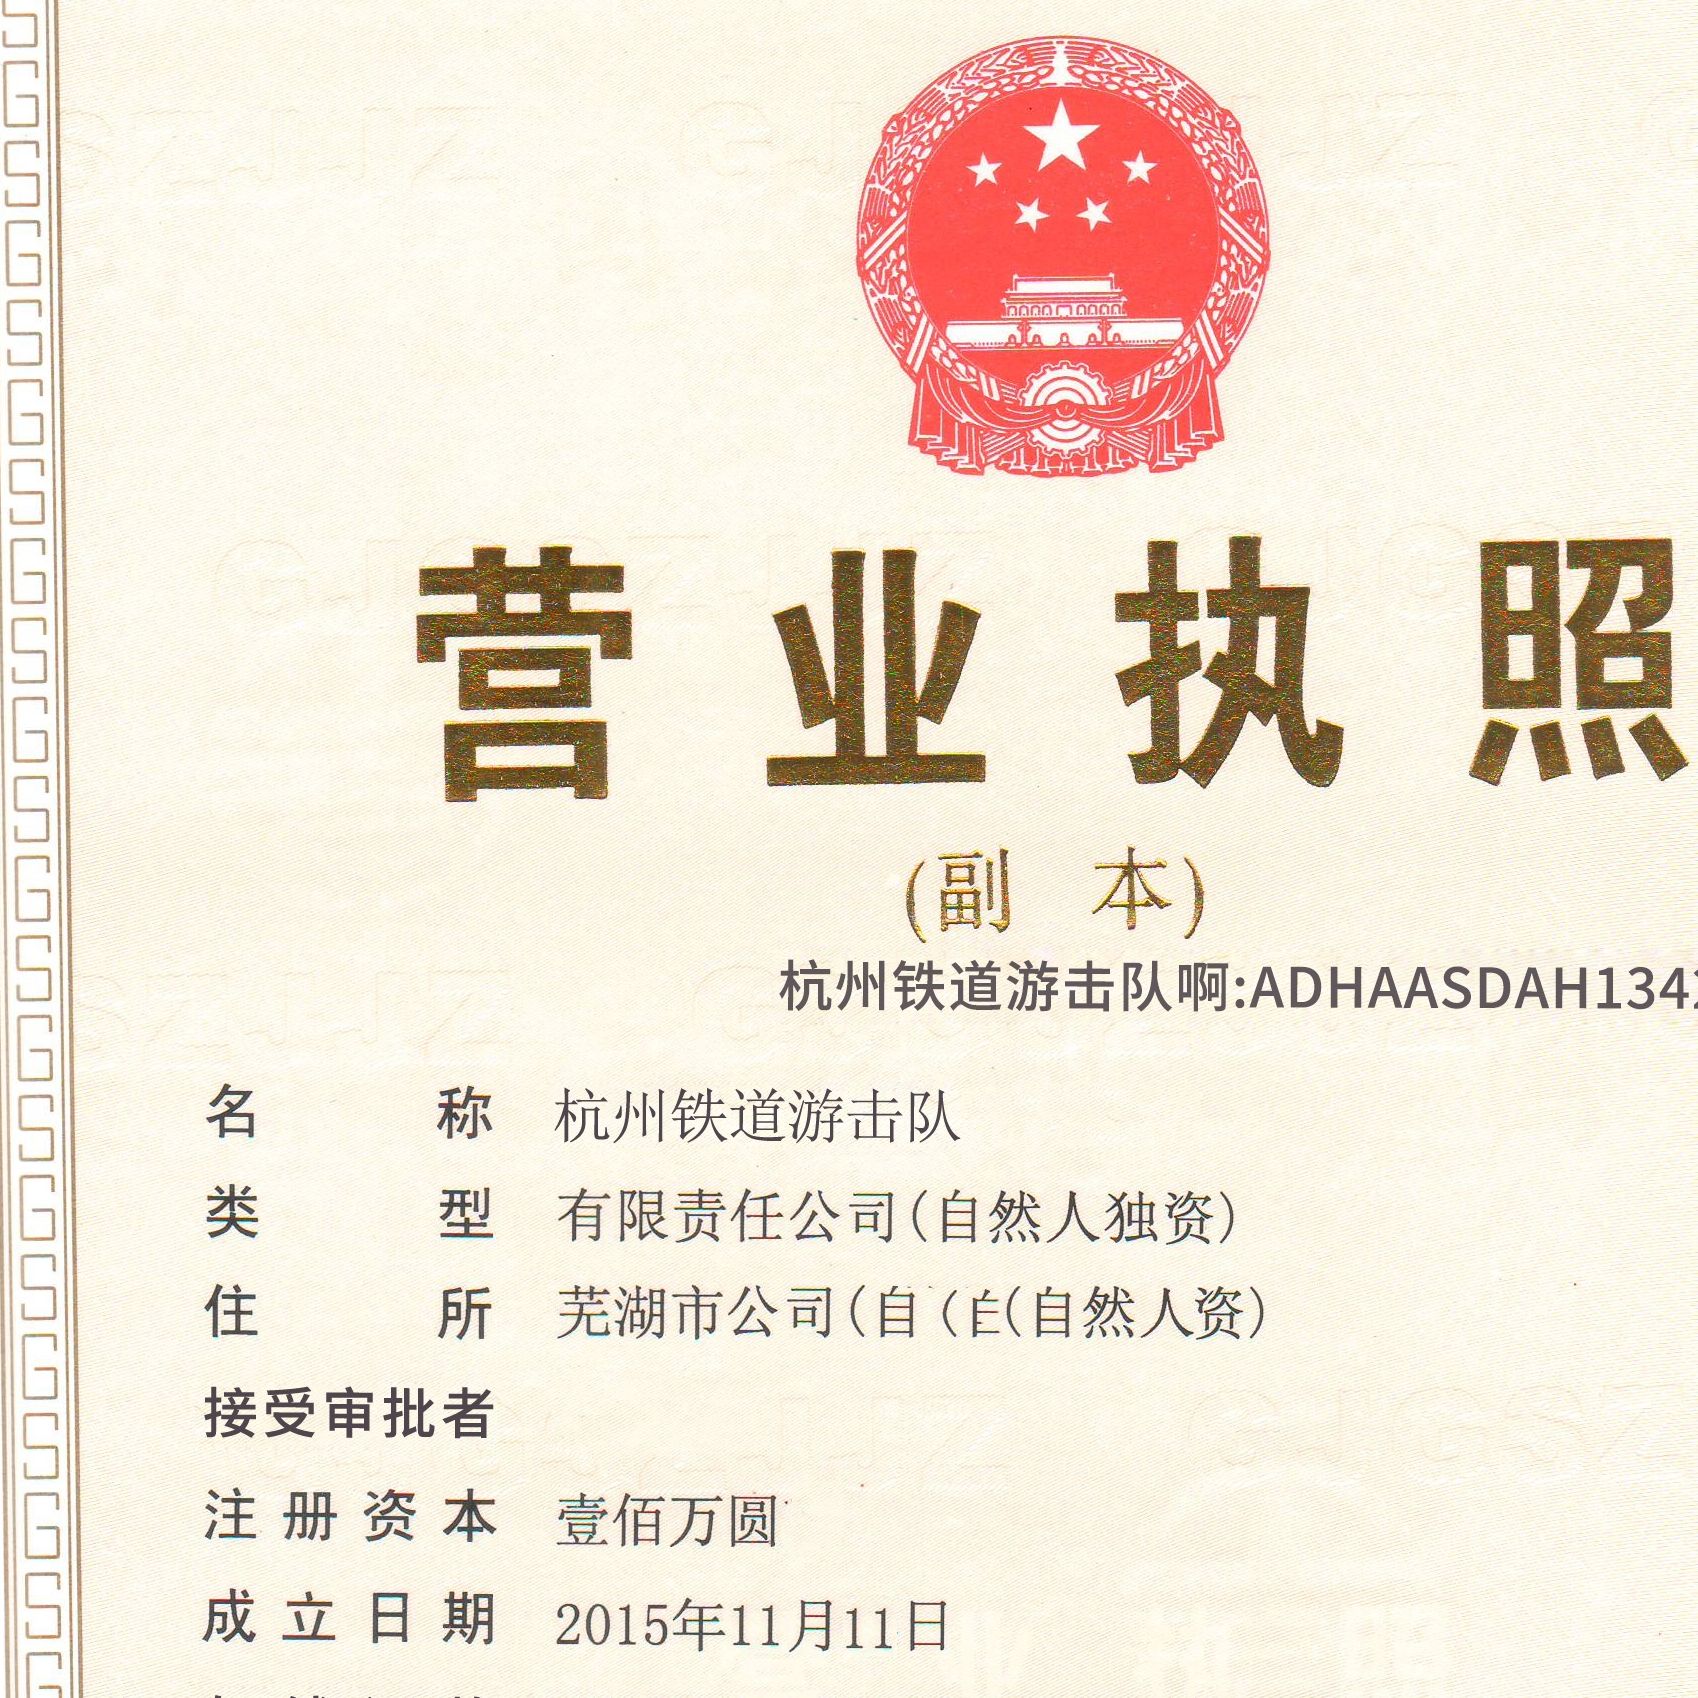 营业执照
(副 本)
杭州铁道游击队啊:ADHAASDAH134
名 称 杭州铁道游击队
类 型 有限责任公司(自然人独资)
住 所 芜湖市公司(自(自(自然人资)
接受审批者
注册资本 壹佰万圆
成立日期 2015年11月11日